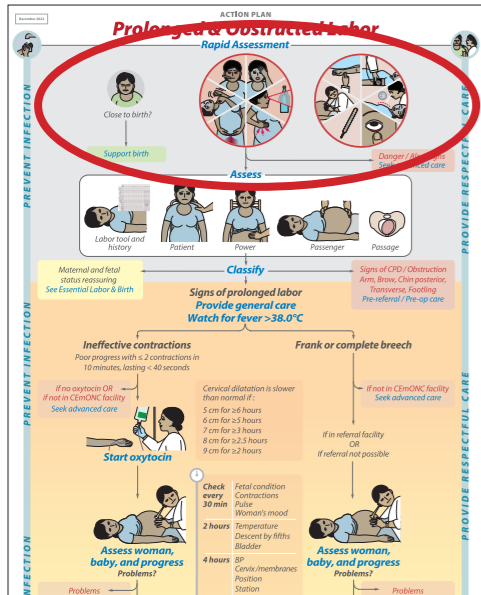 December 2022
ACTION PLAN
Prolonged & Obstructed Labor
Rapid Assessment
PREVENT INFECTION
PROVIDE RESPECTFUL CARE
Close to birth?
Support birth
Danger / Alarm Signs
Seek advanced care
Assess
Labor tool and
history
Patient
Power
Passenger
Passage
Maternal and fetal
status reassuring
See Essential Labor & Birth
Classify
Signs of CPD / Obstruction
Arm, Brow, Chin posterior,
Transverse, Footling
Pre-referral / Pre-op care
Signs of prolonged labor
Provide general care
Watch for fever >38.0°C
PREVENT INFECTION
PROVIDE RESPECTFUL CARE
Ineffective contractions
Poor progress with ≤ 2 contractions in
10 minutes, lasting < 40 seconds
Frank or complete breech
If no oxytocin OR
if not in CEmONC facility
Seek advanced care
Cervical dilatation is slower
than normal if :
5 cm for ≥6 hours
6 cm for ≥5 hours
7 cm for ≥3 hours
8 cm for ≥2.5 hours
9 cm for ≥2 hours
If not in CEmONC facility
Seek advanced care
Start oxytocin
If in referral facility
OR
If referral not possible
Check
every
30 min
Fetal condition
Contractions
Pulse
Woman's mood
2 hours
Temperature
Descent by fifths
Bladder
4 hours
BP
Cervix/membranes
Position
Station
Assess woman,
baby, and progress
Problems?
Assess woman,
baby, and progress
Problems?
Problems
Problems
INFECTION